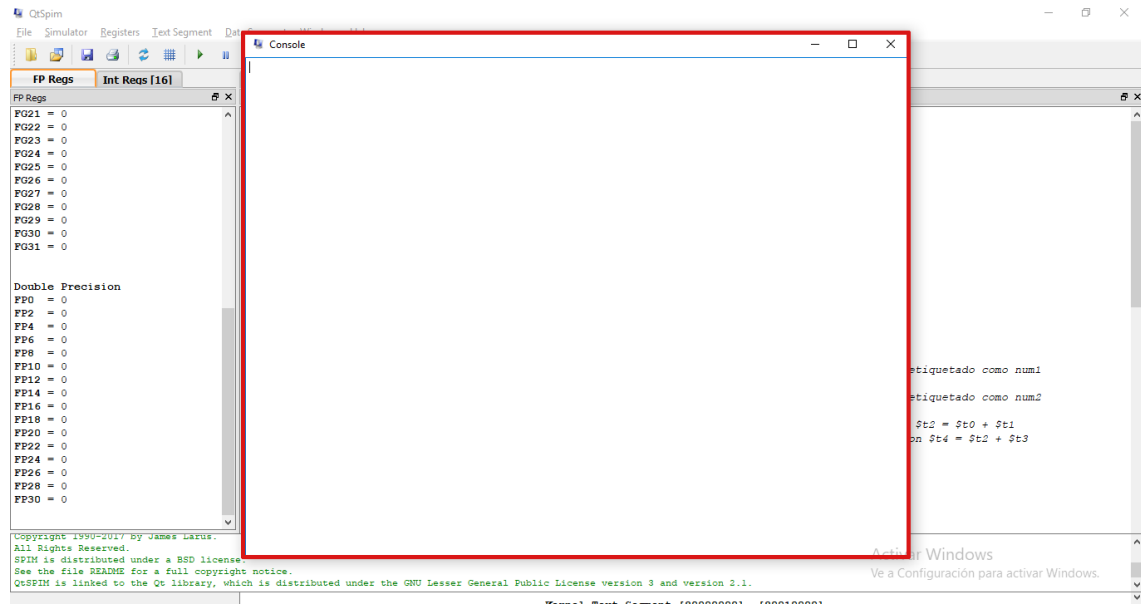 QtSpim
File Simulator Registers Text Segment
Console
FP Regs Int Regs [16]
FP Regs
FG21 = 0
FG22 = 0
FG23 = 0
FG24 = 0
FG25 = 0
FG26 = 0
FG27 = 0
FG28 = 0
FG29 = 0
FG30 = 0
FG31 = 0
Double Precision
FP0 = 0
FP2 = 0
FP4 = 0
FP6 = 0
FP8 = 0
FP10 = 0
FP12 = 0
FP14 = 0
FP16 = 0
FP18 = 0
FP20 = 0
FP22 = 0
FP24 = 0
FP26 = 0
FP28 = 0
FP30 = 0
etiquetado como num1
etiquetado como num2
$t2 = $t0 + $t1
on $t4 = $t2 + $t3
Copyright 1990-2017 by James Larus.
All Rights Reserved.
SPIM is distributed under a BSD license.
See the file README for a full copyright notice.
QtSPIM is linked to the Qt library, which is distributed under the GNU Lesser General Public License version 3 and version 2.1.
Activar Windows
Ve a Configuración para activar Windows.
Kernel Text Segment [80000000]..[80010000]